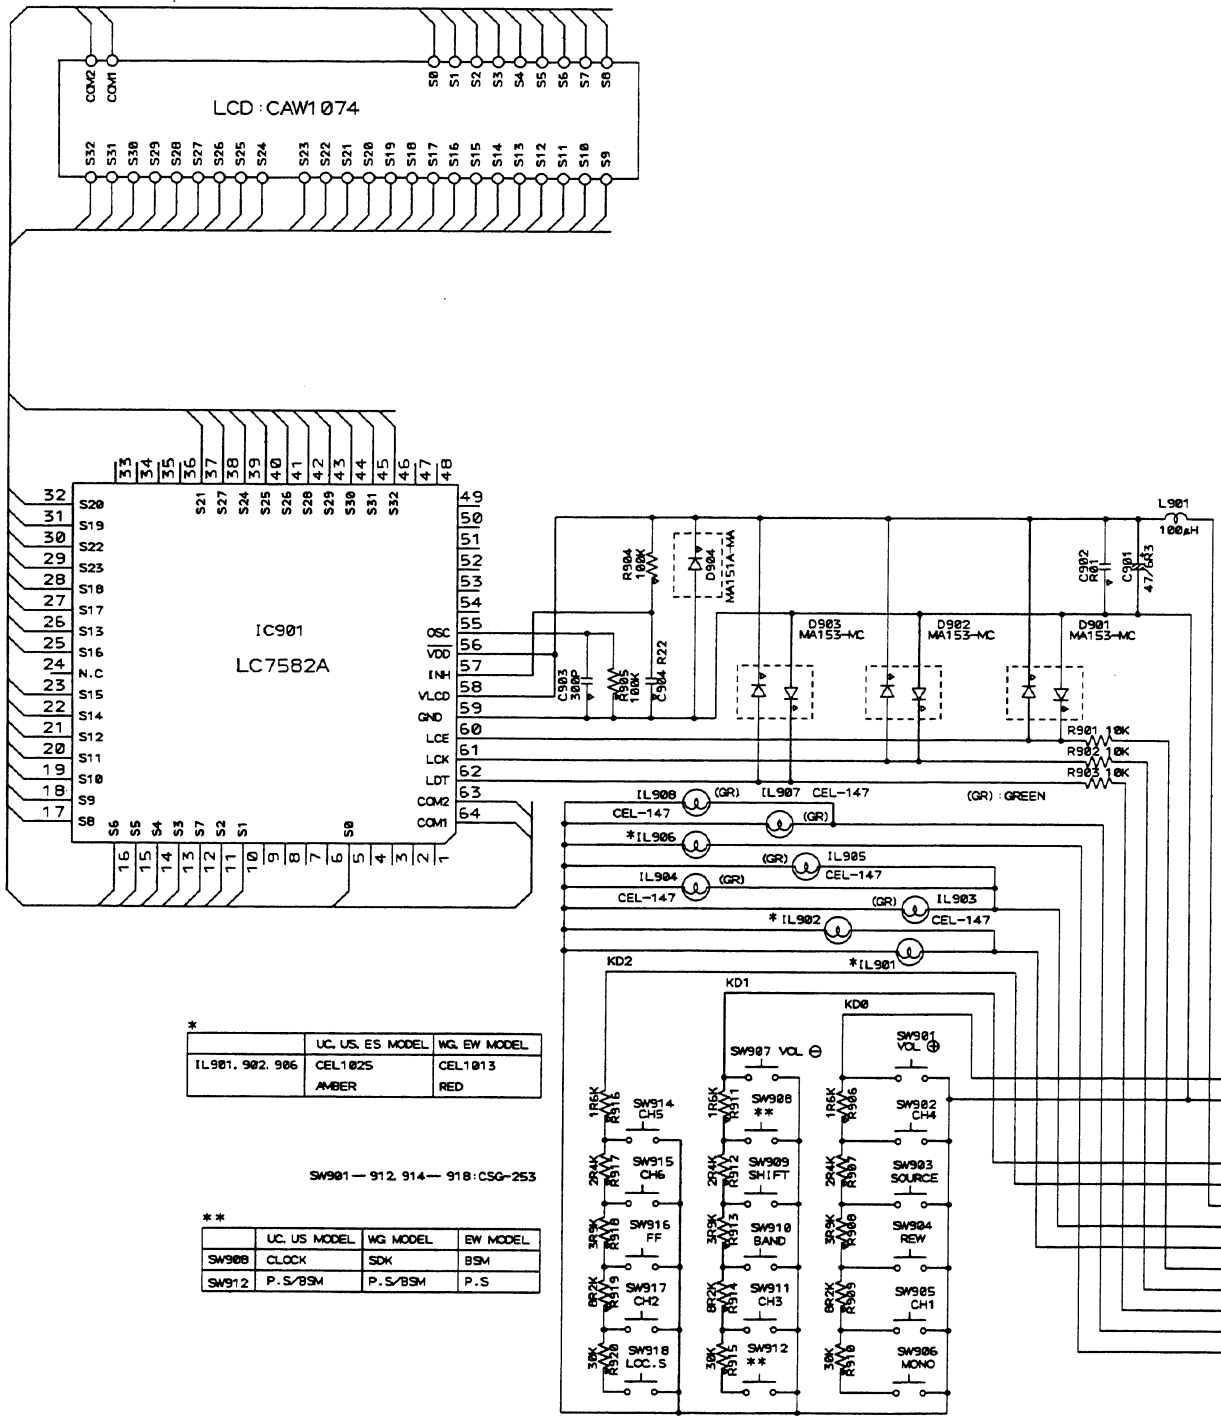 COM2 COM1 S0 S1 S2 S3 S4 S5 S6 S7 S8
LCD : CAW1074
S32 S31 S30 S29 S28 S27 S26 S25 S24 S23 S22 S21 S20 S19 S18 S17 S16 S15 S14 S13 S12 S11 S10 S9
33 34 35 36 37 38 39 40 41 42 43 44 45 46 47 48
S21 S27 S24 S25 S26 S28 S29 S30 S31 S32
32 S20
31 S19
30 S22
29 S23
28 S18
27 S17
26 S13
25 S16
24 N.C
23 S15
22 S14
21 S12
20 S11
19 S10
18 S9
17 S8
IC901
LC7582A
49
50
51
52
53
54
OSC 55
VDD 56
INH 57
VLCD 58
GND 59
LCE 60
LCK 61
LDT 62
COM2 63
COM1 64
S6 S5 S4 S3 S7 S2 S1 S0
16 15 14 13 12 11 10 9 8 7 6 5 4 3 2 1
L901
100μH
R904
100K
D904
MA151A-MA
C902
R01
C901
47/6R3
D903
MA153-MC
D902
MA153-MC
D901
MA153-MC
C903
300P
R905
100K
C904 R22
R901 10K
R902 10K
R903 10K
IL908 (GR)
CEL-147
IL907 CEL-147
(GR)
(GR) : GREEN
*IL906
(GR) IL905
CEL-147
IL904 (GR)
CEL-147
(GR) IL903
CEL-147
*IL902
*IL901
KD2
KD1
KD0
*
UC. US. ES MODEL WG. EW MODEL
IL901. 902. 906 CEL1025 CEL1013
AMBER RED
SW901 — 912. 914 — 918 : CSG-253
**
UC. US MODEL WG MODEL EW MODEL
SW908 CLOCK SDK BSM
SW912 P.S/BSM P.S/BSM P.S
1R6K
R916
SW914
CH5
2R4K
R917
SW915
CH6
3R9K
R918
SW916
FF
8R2K
R919
SW917
CH2
30K
R920
SW918
LOC.S
SW907 VOL ⊖
1R6K
R911
SW908
**
2R4K
R912
SW909
SHIFT
3R9K
R913
SW910
BAND
8R2K
R914
SW911
CH3
30K
R915
SW912
**
SW901
VOL ⊕
1R6K
R906
SW902
CH4
2R4K
R907
SW903
SOURCE
3R9K
R908
SW904
REW
8R2K
R909
SW905
CH1
30K
R910
SW906
MONO